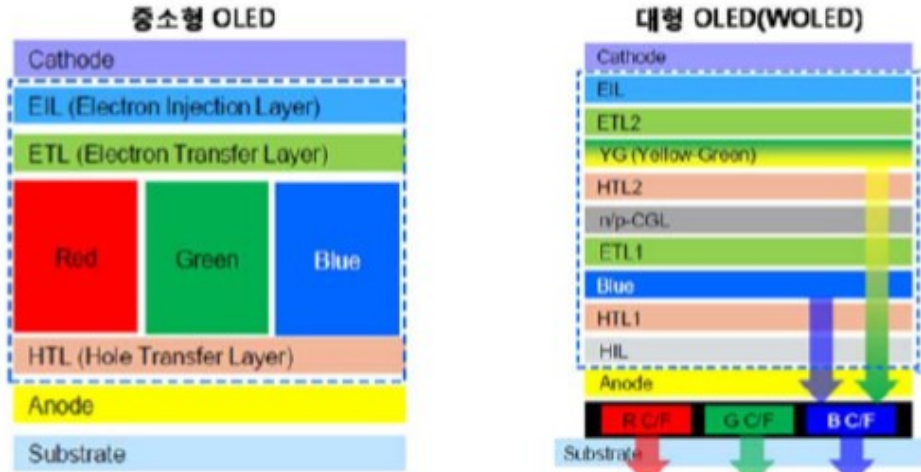 중소형 OLED
Cathode
EIL (Electron Injection Layer)
ETL (Electron Transfer Layer)
Red Green Blue
HTL (Hole Transfer Layer)
Anode
Substrate
대형 OLED(WOLED)
Cathode
EIL
ETL2
YG (Yellow-Green)
HTL2
n/p-CGL
ETL1
Blue
HTL1
HIL
Anode
R C/F G C/F B C/F
Substrate